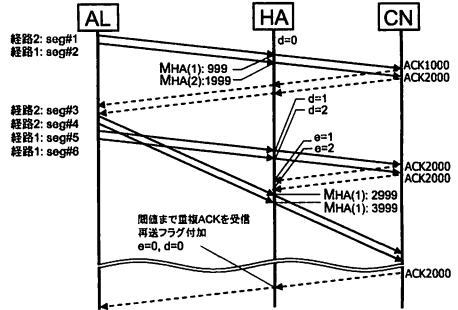 AL
HA
CN
経路2: seg#1
経路1: seg#2
d=0
MHA(1): 999
MHA(2):1999
ACK1000
ACK2000
経路2: seg#3
経路2: seg#4
経路1: seg#5
経路1: seg#6
d=1
d=2
e=1
e=2
ACK2000
ACK2000
MHA(1): 2999
MHA(1): 3999
閾値まで重複ACKを受信
再送フラグ付加
e=0, d=0
ACK2000